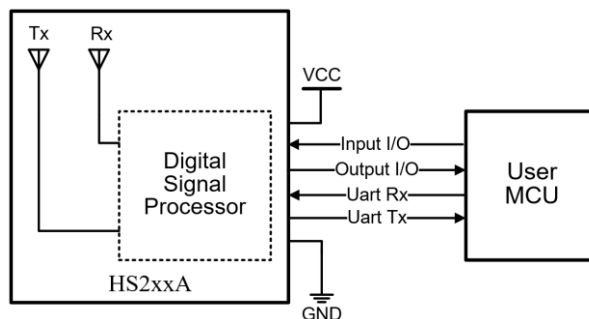 Tx
Rx
VCC
Input I/O
Output I/O
Uart Rx
Uart Tx
Digital
Signal
Processor
User
MCU
HS2xxA
GND